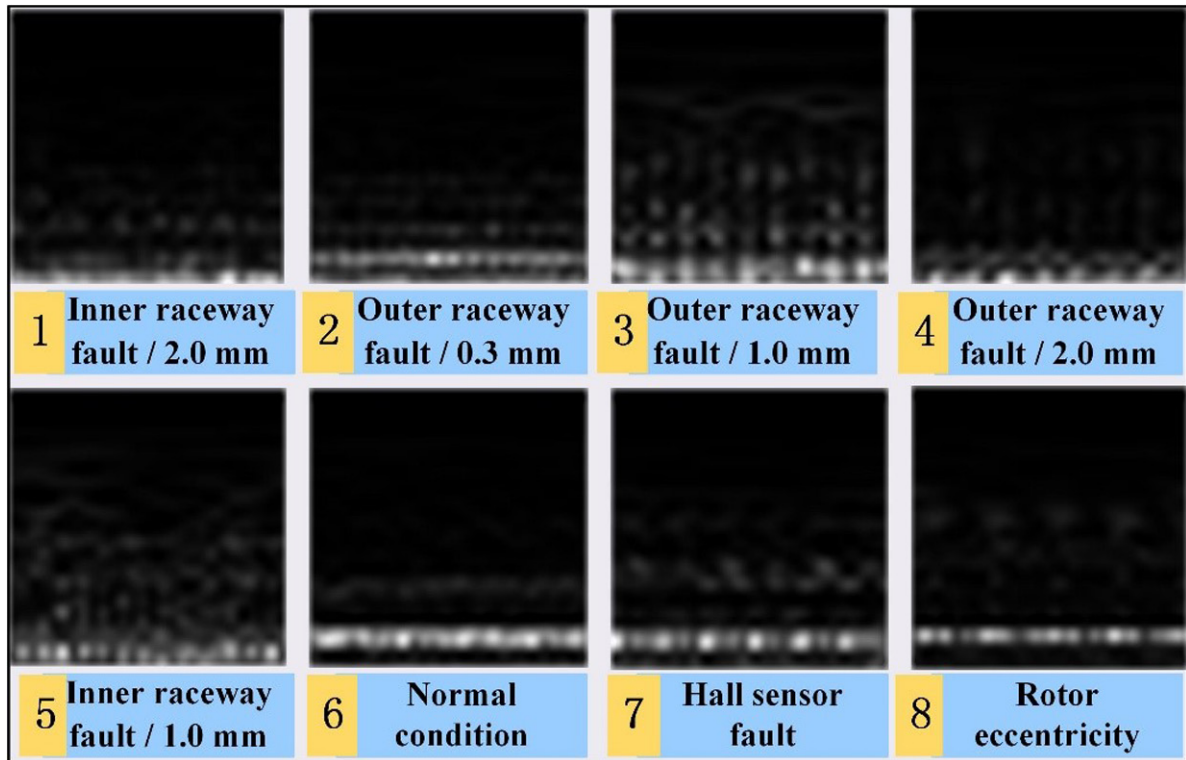 1 Inner raceway
fault / 2.0 mm
2 Outer raceway
fault / 0.3 mm
3 Outer raceway
fault / 1.0 mm
4 Outer raceway
fault / 2.0 mm
5 Inner raceway
fault / 1.0 mm
6 Normal
condition
7 Hall sensor
fault
8 Rotor
eccentricity